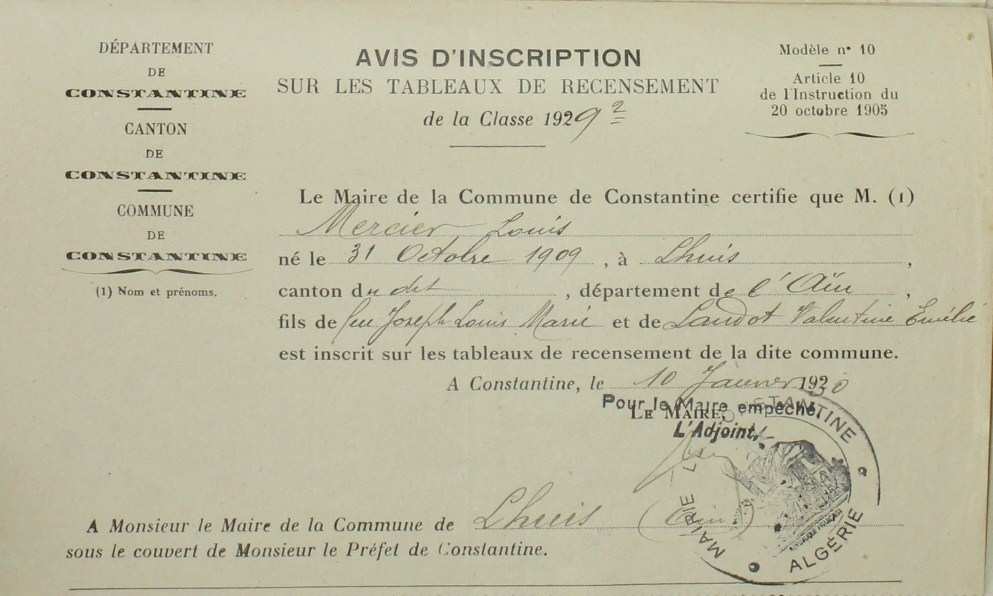 DÉPARTEMENT
DE
CONSTANTINE
CANTON
DE
CONSTANTINE
COMMUNE
DE
CONSTANTINE
(1) Nom et prénoms.
AVIS D'INSCRIPTION
SUR LES TABLEAUX DE RECENSEMENT
de la Classe 1929 2
Modèle n° 10
Article 10
de l'Instruction du
20 octobre 1905
Le Maire de la Commune de Constantine certifie que M. (1)
Mercier Louis
né le 31 Octobre 1909, à Lhuis,
canton du dit, département de l'Ain,
fils de feu Joseph Louis Marie et de Landot Valentine Emélie
est inscrit sur les tableaux de recensement de la dite commune.
A Constantine, le 10 Janvier 1930
Pour le Maire empêché,
LE MAIRE,
L'Adjoint,
MAIRIE CONSTANTINE
ALGÉRIE
A Monsieur le Maire de la Commune de Lhuis (Ain)
sous le couvert de Monsieur le Préfet de Constantine.